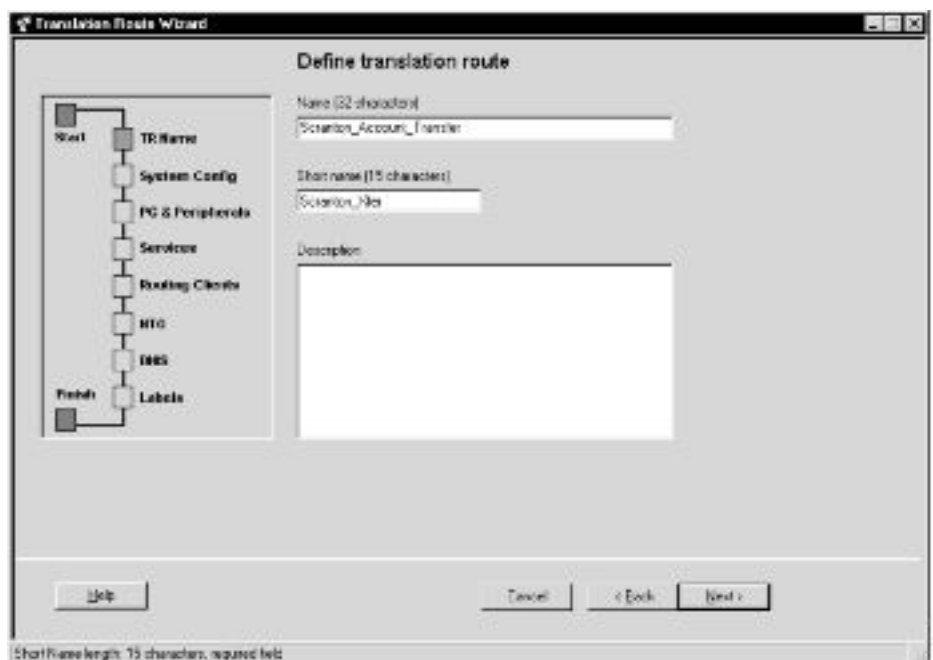 Translation Route Wizard
Define translation route
Start
TR Name
System Config
PG & Peripherals
Services
Routing Clients
NTG
DNIS
Labels
Finish
Name (32 characters)
Scranton_Account_Transfer
Short name (15 characters)
Scranton_Xfer
Description
Help
Cancel
< Back
Next >
Short Name length: 15 characters, required field